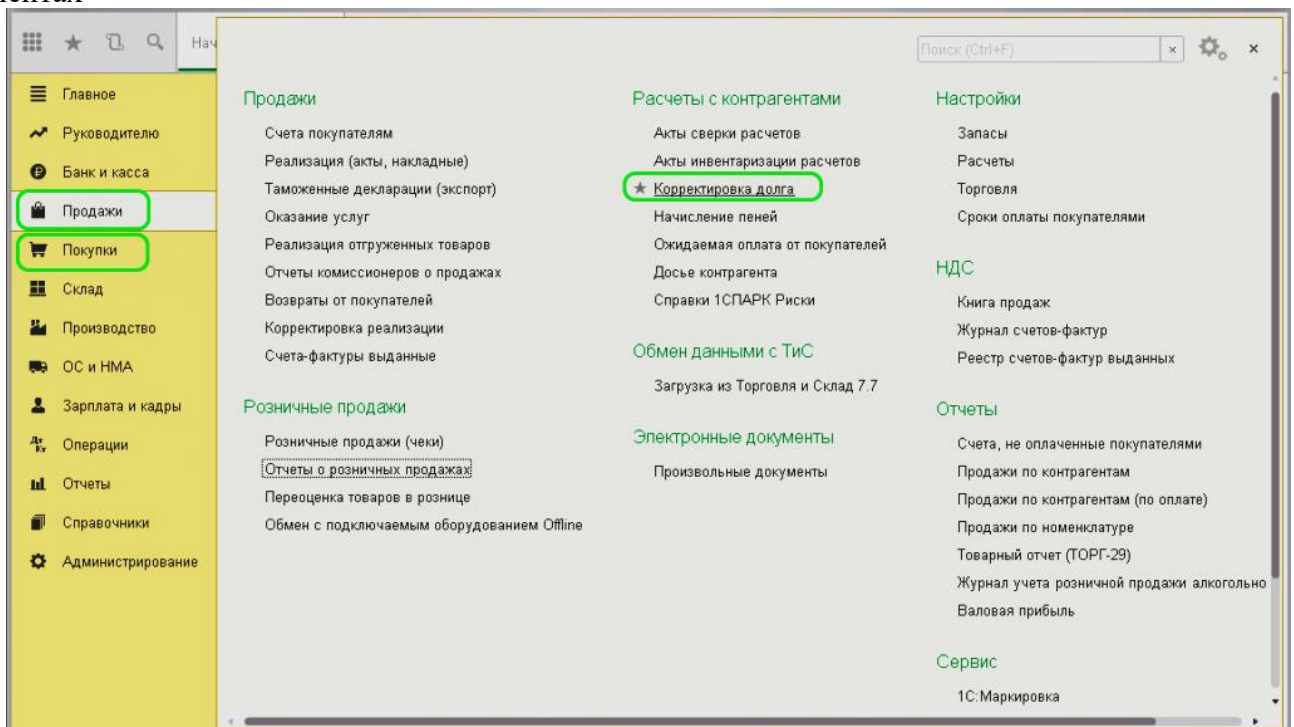 Нач
Поиск (Ctrl+F)
Главное
Руководителю
Банк и касса
Продажи
Покупки
Склад
Производство
ОС и НМА
Зарплата и кадры
Операции
Отчеты
Справочники
Администрирование
Продажи
Счета покупателям
Реализация (акты, накладные)
Таможенные декларации (экспорт)
Оказание услуг
Реализация отгруженных товаров
Отчеты комиссионеров о продажах
Возвраты от покупателей
Корректировка реализации
Счета-фактуры выданные
Розничные продажи
Розничные продажи (чеки)
Отчеты о розничных продажах
Переоценка товаров в рознице
Обмен с подключаемым оборудованием Offline
Расчеты с контрагентами
Акты сверки расчетов
Акты инвентаризации расчетов
Корректировка долга
Начисление пеней
Ожидаемая оплата от покупателей
Досье контрагента
Справки 1СПАРК Риски
Обмен данными с ТиС
Загрузка из Торговля и Склад 7.7
Электронные документы
Произвольные документы
Настройки
Запасы
Расчеты
Торговля
Сроки оплаты покупателями
НДС
Книга продаж
Журнал счетов-фактур
Реестр счетов-фактур выданных
Отчеты
Счета, не оплаченные покупателями
Продажи по контрагентам
Продажи по контрагентам (по оплате)
Продажи по номенклатуре
Товарный отчет (ТОРГ-29)
Журнал учета розничной продажи алкогольно
Валовая прибыль
Сервис
1С:Маркировка